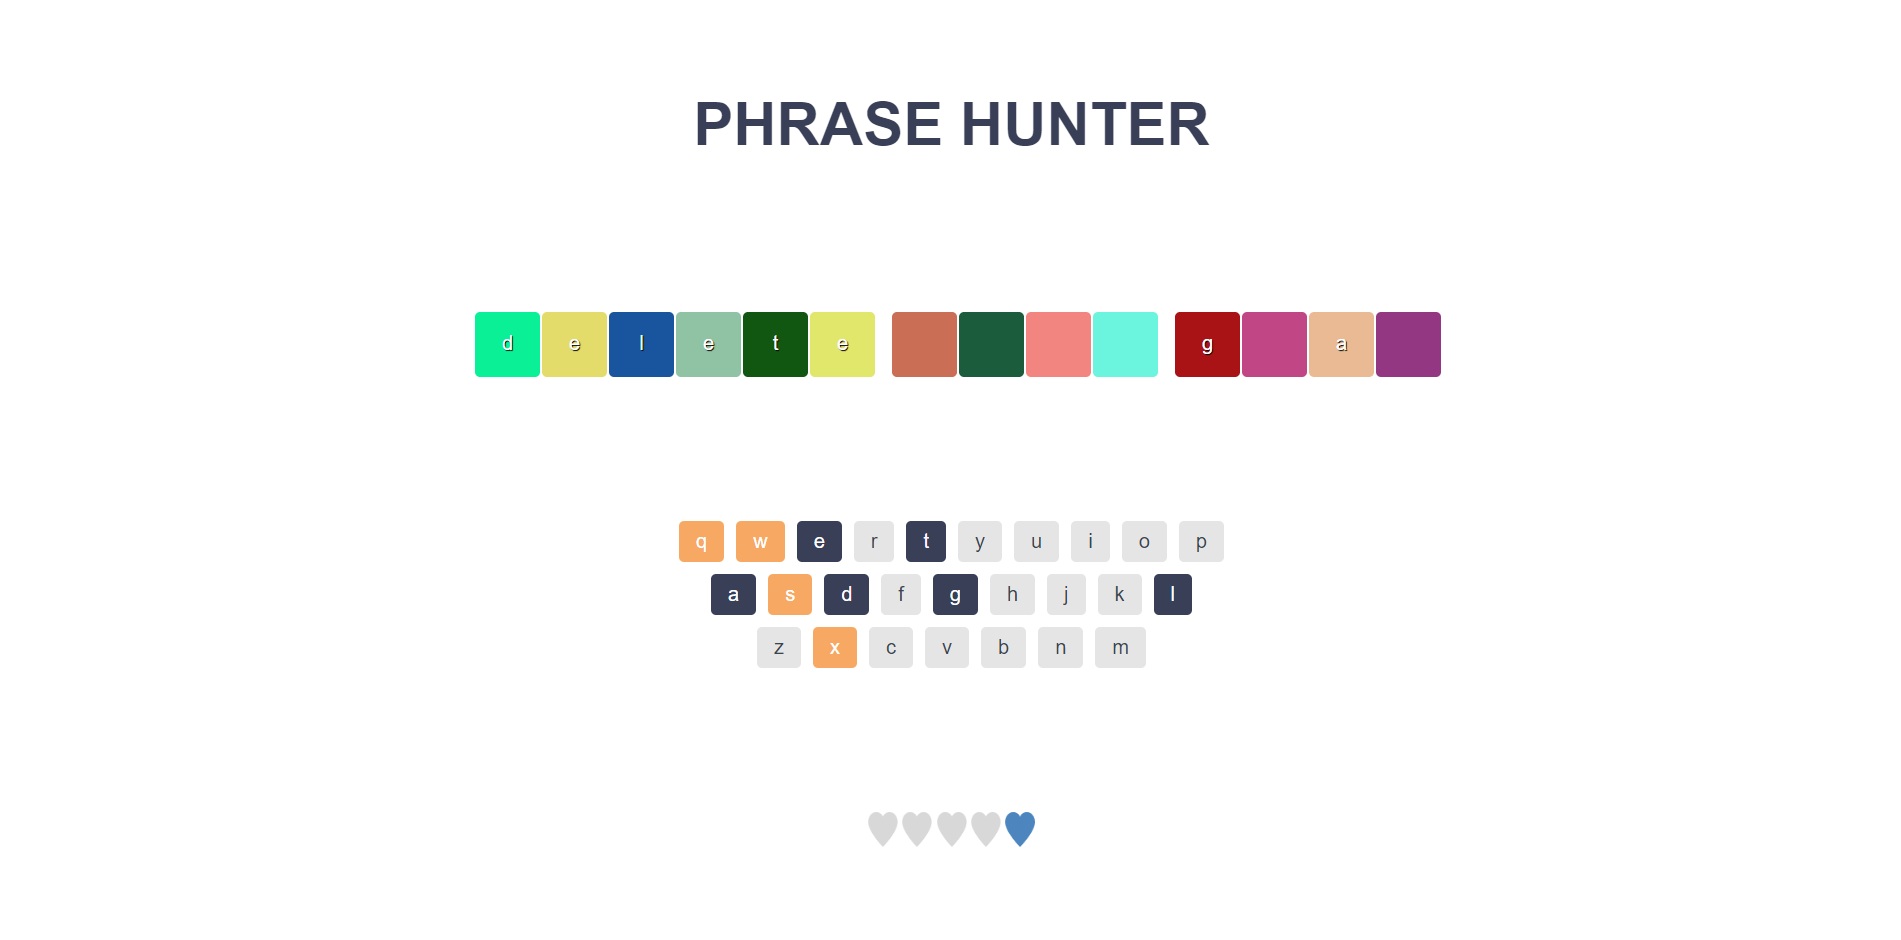 PHRASE HUNTER
d e l e t e g a
q w e r t y u i o p
a s d f g h j k l
z x c v b n m